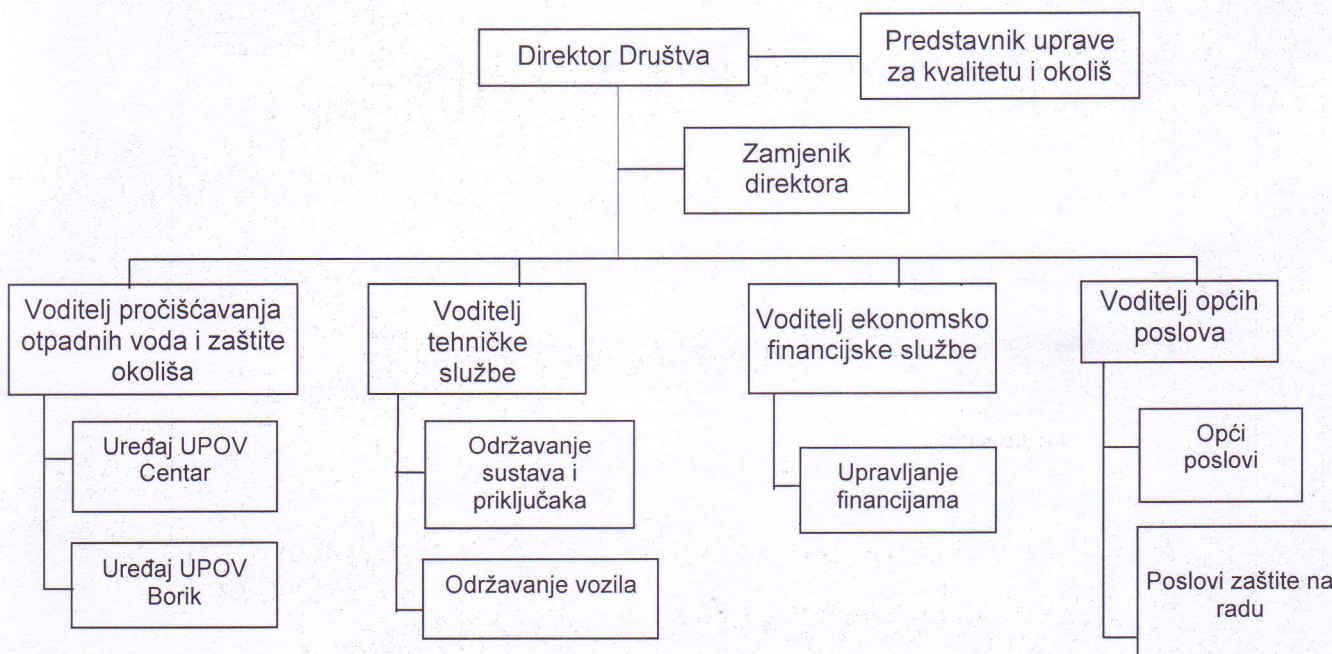 Direktor Društva
Predstavnik uprave
za kvalitetu i okoliš
Zamjenik
direktora
Voditelj pročišćavanja
otpadnih voda i zaštite
okoliša
Voditelj
tehničke
službe
Voditelj ekonomsko
financijske službe
Voditelj općih
poslova
Uređaj UPOV
Centar
Uređaj UPOV
Borik
Održavanje
sustava i
priključaka
Održavanje vozila
Upravljanje
financijama
Opći
poslovi
Poslovi zaštite na
radu